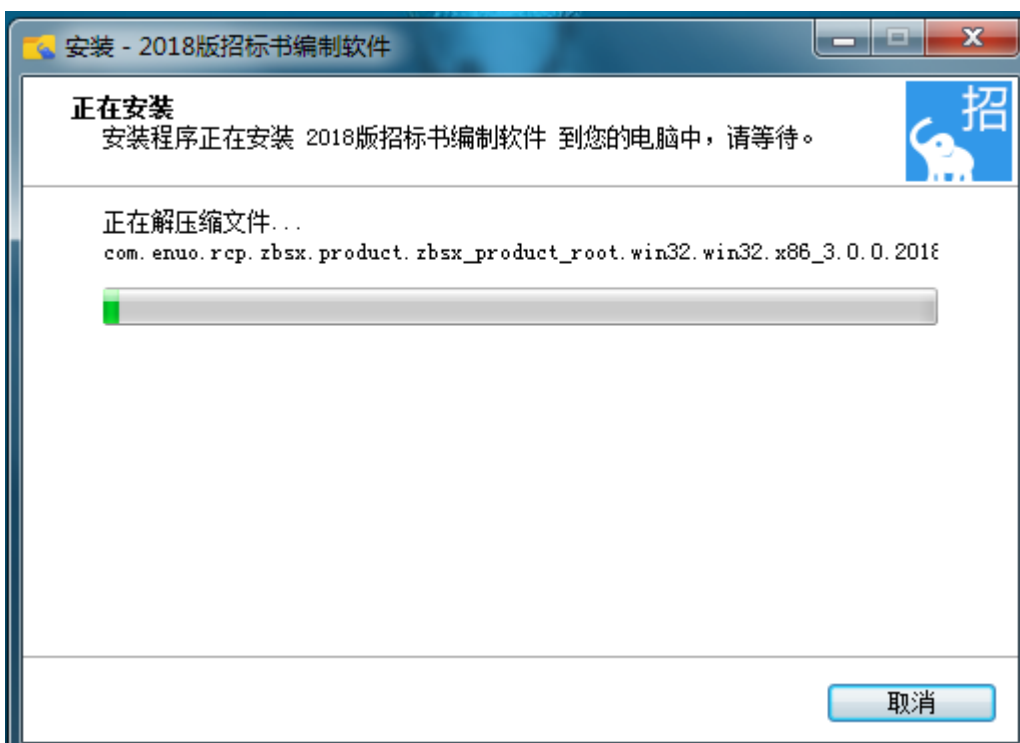 安装 - 2018版招标书编制软件
正在安装
安装程序正在安装 2018版招标书编制软件 到您的电脑中，请等待。
招
正在解压缩文件...
com.enuo.rcp.zbsx.product.zbsx_product_root.win32.win32.x86_3.0.0.2018
取消